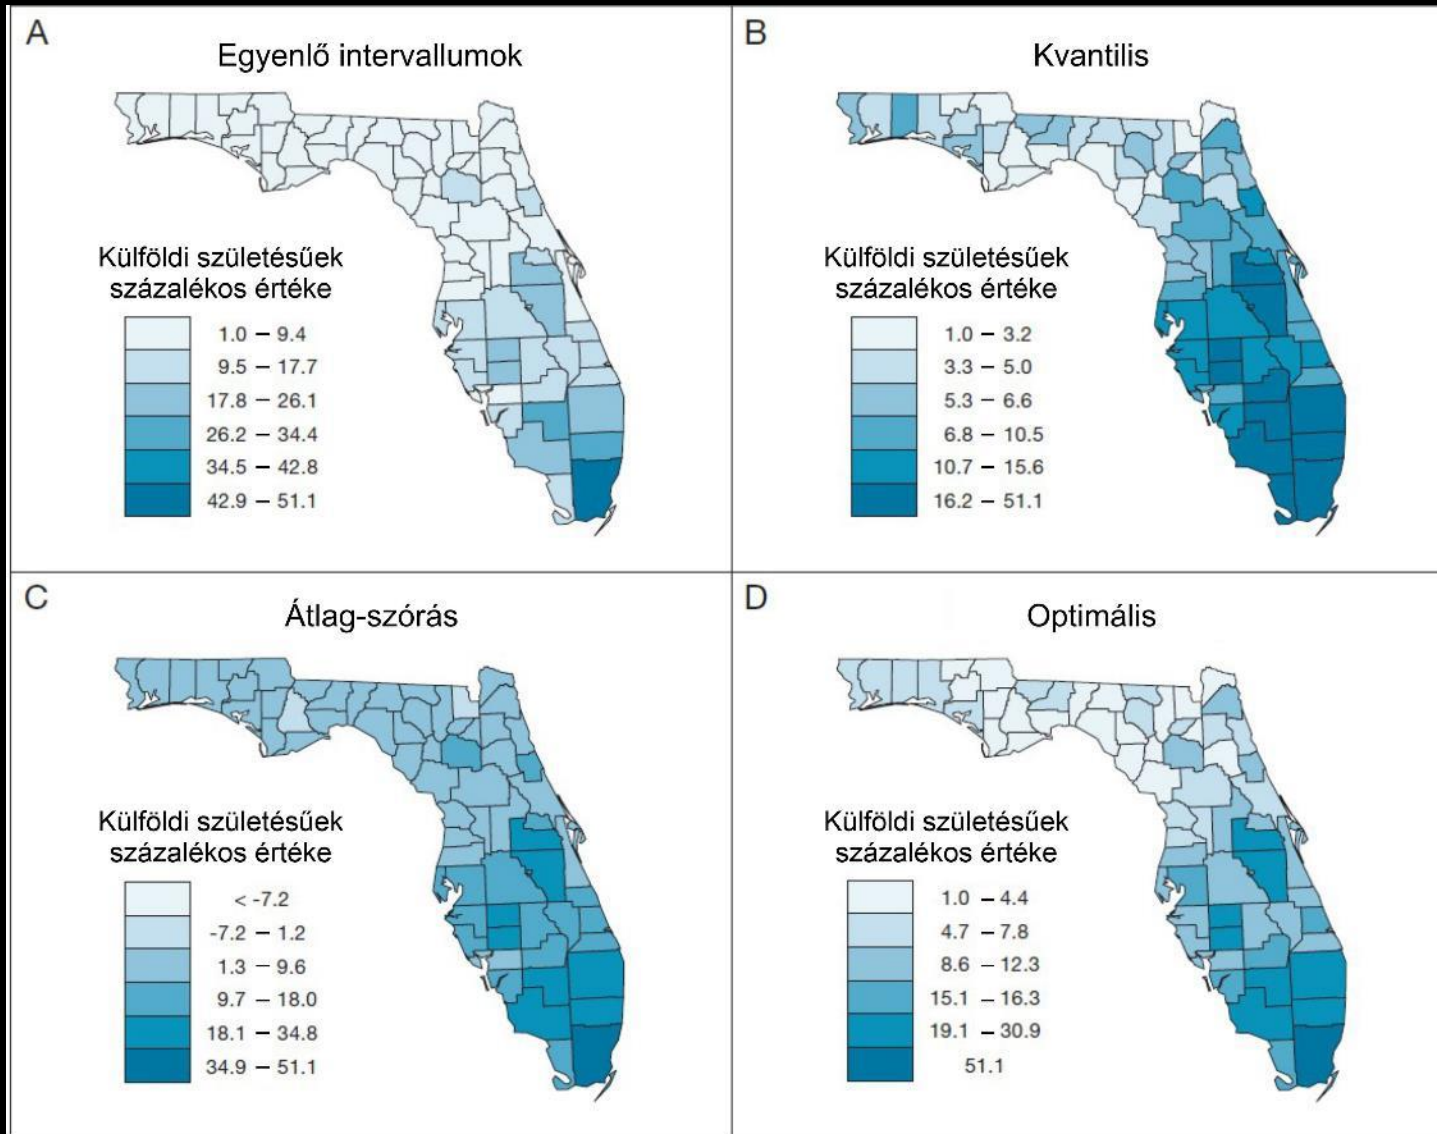 A
Egyenlő intervallumok
Külföldi születésűek
százalékos értéke
1.0 – 9.4
9.5 – 17.7
17.8 – 26.1
26.2 – 34.4
34.5 – 42.8
42.9 – 51.1
B
Kvantilis
Külföldi születésűek
százalékos értéke
1.0 – 3.2
3.3 – 5.0
5.3 – 6.6
6.8 – 10.5
10.7 – 15.6
16.2 – 51.1
C
Átlag-szórás
Külföldi születésűek
százalékos értéke
< -7.2
-7.2 – 1.2
1.3 – 9.6
9.7 – 18.0
18.1 – 34.8
34.9 – 51.1
D
Optimális
Külföldi születésűek
százalékos értéke
1.0 – 4.4
4.7 – 7.8
8.6 – 12.3
15.1 – 16.3
19.1 – 30.9
51.1